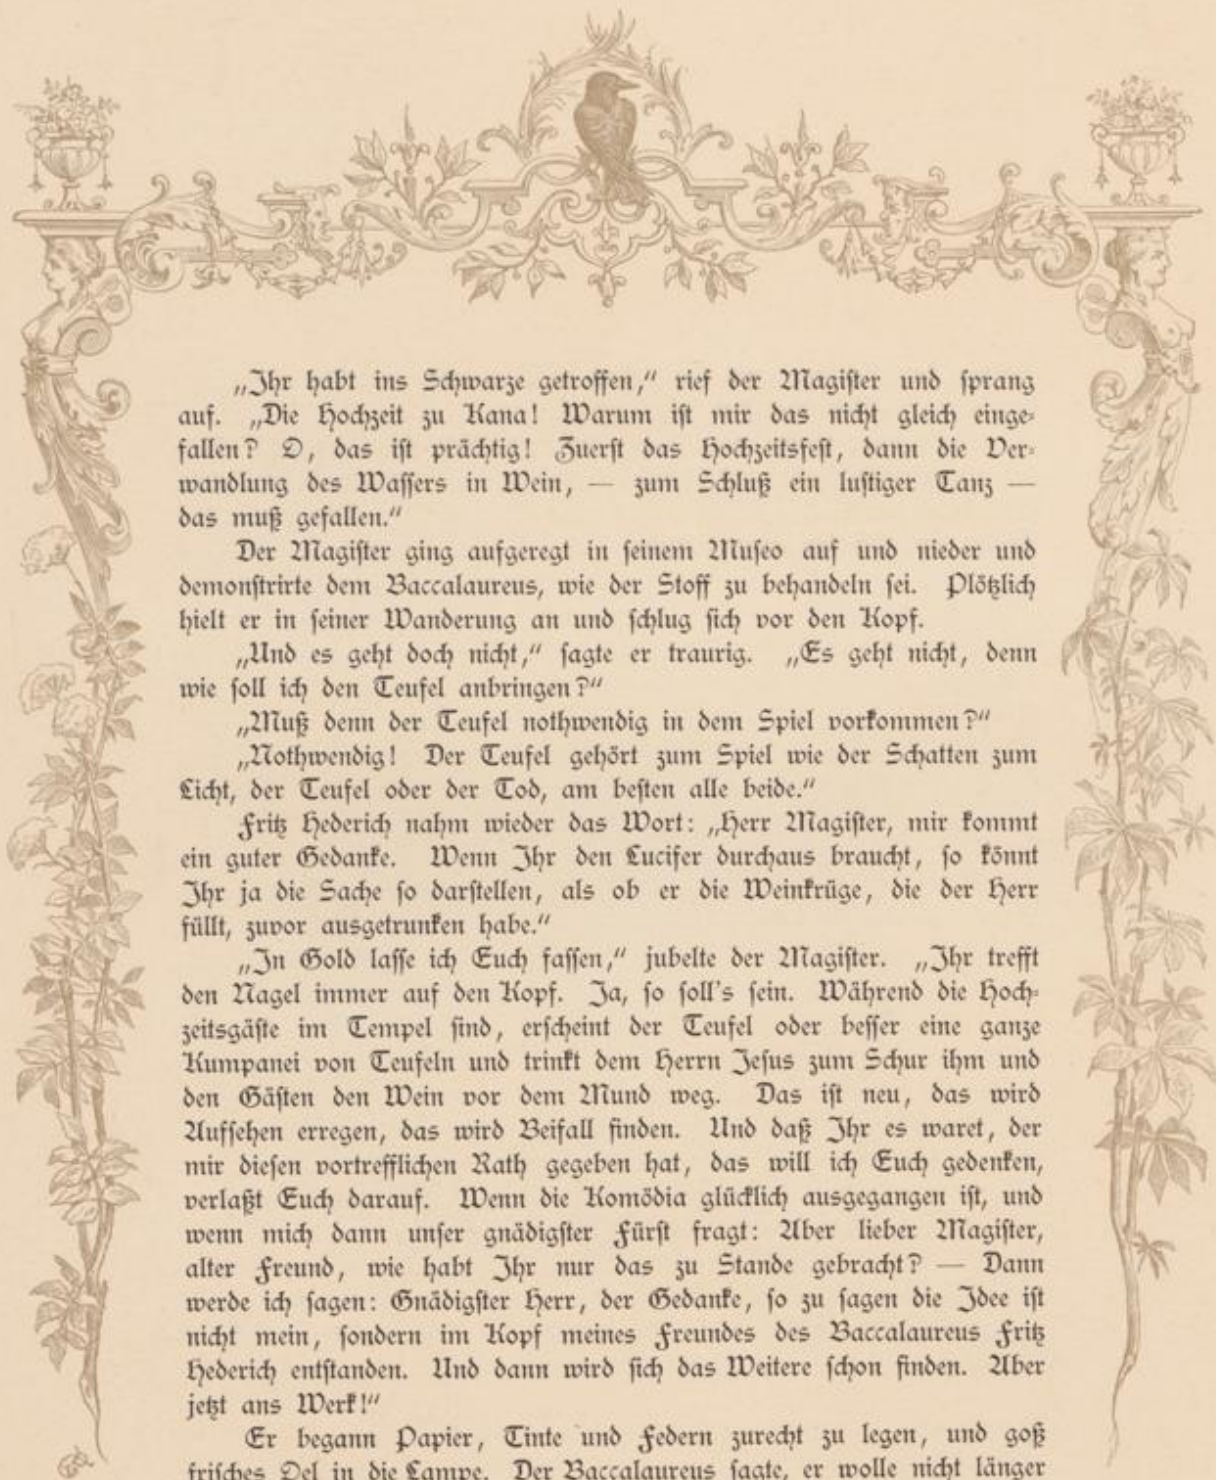 „Ihr habt ins Schwarze getroffen,“ rief der Magiſter und ſprang
auf. „Die Hochzeit zu Kana! Warum iſt mir das nicht gleich einge-
fallen? O, das iſt prächtig! Zuerſt das Hochzeitsfeſt, dann die Ver-
wandlung des Waſſers in Wein, — zum Schluß ein luſtiger Tanz —
das muß gefallen.“
Der Magiſter ging aufgeregt in ſeinem Muſeo auf und nieder und
demonſtrirte dem Baccalaureus, wie der Stoff zu behandeln ſei. Plötzlich
hielt er in ſeiner Wanderung an und ſchlug ſich vor den Kopf.
„Und es geht doch nicht,“ ſagte er traurig. „Es geht nicht, denn
wie ſoll ich den Teufel anbringen?“
„Muß denn der Teufel nothwendig in dem Spiel vorkommen?“
„Nothwendig! Der Teufel gehört zum Spiel wie der Schatten zum
Licht, der Teufel oder der Tod, am beſten alle beide.“
Fritz Hederich nahm wieder das Wort: „Herr Magiſter, mir kommt
ein guter Gedanke. Wenn Ihr den Lucifer durchaus braucht, ſo könnt
Ihr ja die Sache ſo darſtellen, als ob er die Weinkrüge, die der Herr
füllt, zuvor ausgetrunken habe.“
„In Gold laſſe ich Euch faſſen,“ jubelte der Magiſter. „Ihr trefft
den Nagel immer auf den Kopf. Ja, ſo ſoll's ſein. Während die Hoch-
zeitsgäſte im Tempel ſind, erſcheint der Teufel oder beſſer eine ganze
Kumpanei von Teufeln und trinkt dem Herrn Jeſus zum Schur ihm und
den Gäſten den Wein vor dem Mund weg. Das iſt neu, das wird
Aufſehen erregen, das wird Beifall finden. Und daß Ihr es waret, der
mir dieſen vortrefflichen Rath gegeben hat, das will ich Euch gedenken,
verlaßt Euch darauf. Wenn die Komödia glücklich ausgegangen iſt, und
wenn mich dann unſer gnädigſter Fürſt fragt: Aber lieber Magiſter,
alter Freund, wie habt Ihr nur das zu Stande gebracht? — Dann
werde ich ſagen: Gnädigſter Herr, der Gedanke, ſo zu ſagen die Idee iſt
nicht mein, ſondern im Kopf meines Freundes des Baccalaureus Fritz
Hederich entſtanden. Und dann wird ſich das Weitere ſchon finden. Aber
jetzt ans Werk!“
Er begann Papier, Tinte und Federn zurecht zu legen, und goß
friſches Oel in die Lampe. Der Baccalaureus ſagte, er wolle nicht länger